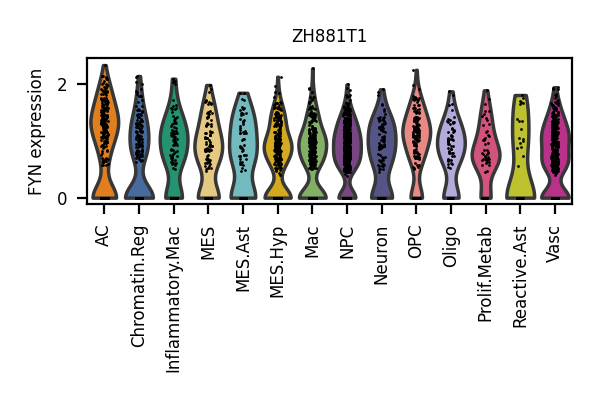 ZH881T1
FYN expression
2
0
AC
Chromatin.Reg
Inflammatory.Mac
MES
MES.Ast
MES.Hyp
Mac
NPC
Neuron
OPC
Oligo
Prolif.Metab
Reactive.Ast
Vasc